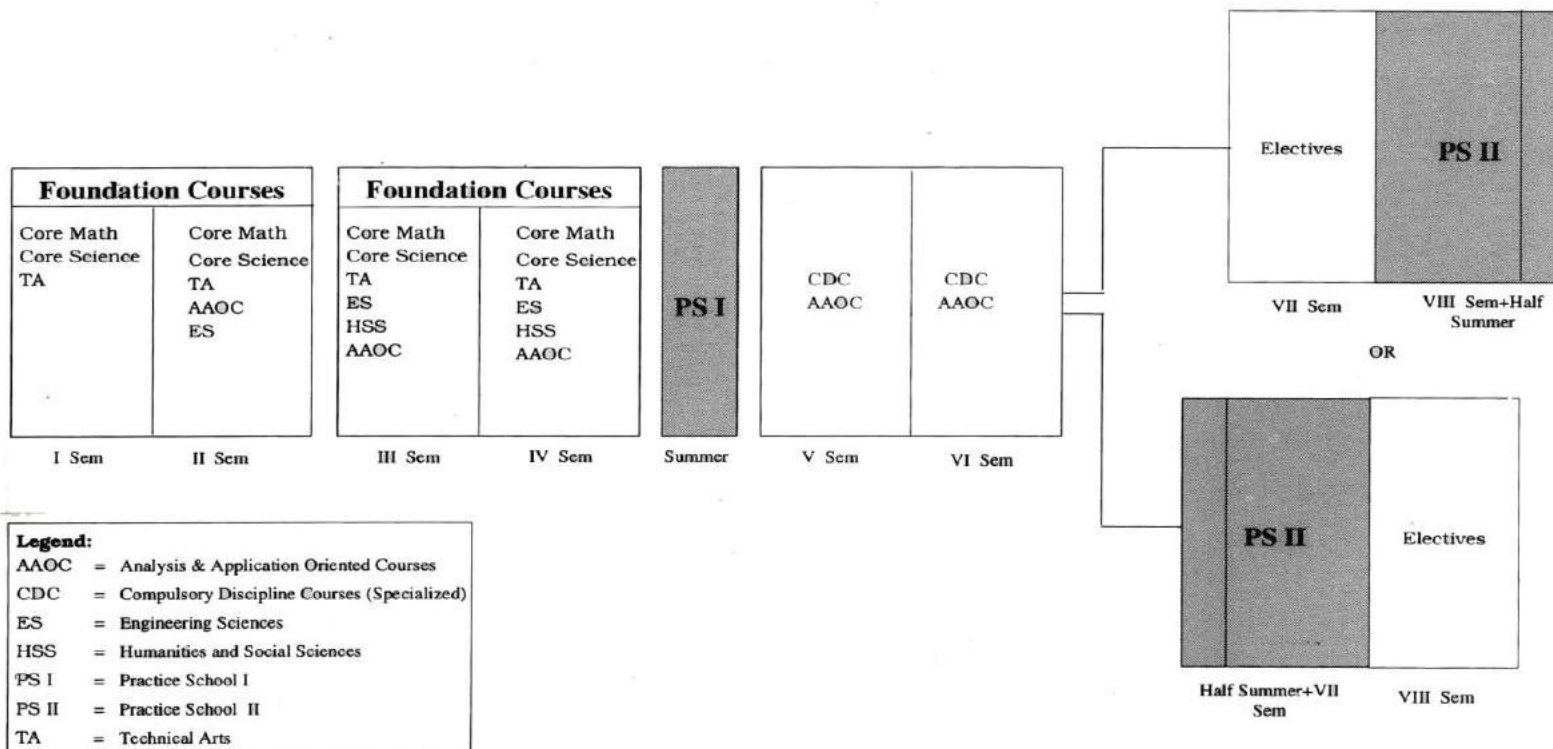 Foundation Courses
Core Math
Core Science
TA
Core Math
Core Science
TA
AAOC
ES
I Sem
II Sem
Foundation Courses
Core Math
Core Science
TA
ES
HSS
AAOC
Core Math
Core Science
TA
ES
HSS
AAOC
III Sem
IV Sem
PS I
Summer
CDC
AAOC
CDC
AAOC
V Sem
VI Sem
Electives
PS II
VII Sem
VIII Sem+Half
Summer
OR
PS II
Electives
Half Summer+VII
Sem
VIII Sem
Legend:
AAOC = Analysis & Application Oriented Courses
CDC = Compulsory Discipline Courses (Specialized)
ES = Engineering Sciences
HSS = Humanities and Social Sciences
PS I = Practice School I
PS II = Practice School II
TA = Technical Arts